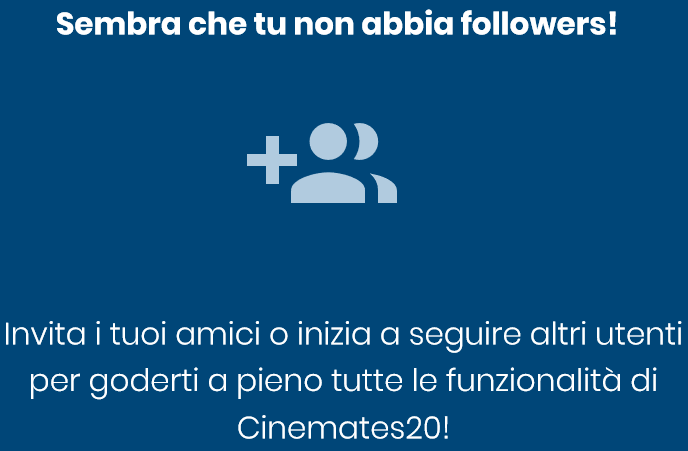 Sembra che tu non abbia followers!
Invita i tuoi amici o inizia a seguire altri utenti
per goderti a pieno tutte le funzionalità di
Cinemates20!